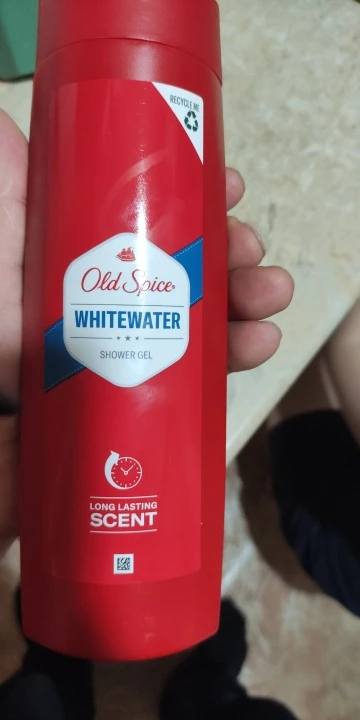 RECYCLE ME
Old Spice
WHITEWATER
SHOWER GEL
LONG LASTING
SCENT